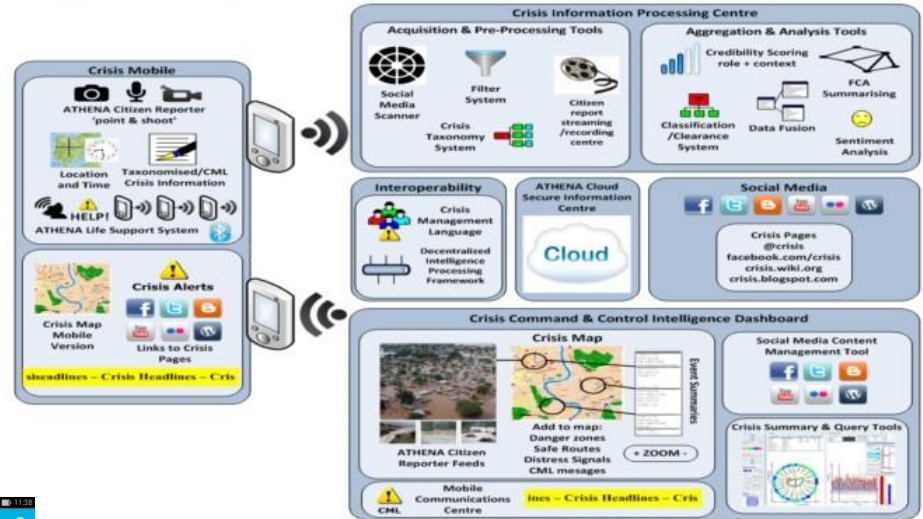 Crisis Mobile
ATHENA Citizen Reporter
'point & shoot'
Location
and Time
Taxonomised/CML
Crisis Information
HELP!
ATHENA Life Support System
Crisis Map
Mobile
Version
Crisis Alerts
Links to Crisis
Pages
siseadlines – Crisis Headlines – Cris
Crisis Information Processing Centre
Acquisition & Pre-Processing Tools
Social
Media
Scanner
Filter
System
Crisis
Taxonomy
System
Citizen
report
streaming
/recording
centre
Aggregation & Analysis Tools
Credibility Scoring
role + context
FCA
Summarising
Classification
/Clearance
System
Data Fusion
Sentiment
Analysis
Interoperability
Crisis
Management
Language
Decentralized
Intelligence
Processing
Framework
ATHENA Cloud
Secure Information
Centre
Cloud
Social Media
Crisis Pages
@crisis
facebook.com/crisis
crisis.wiki.org
crisis.blogspot.com
Crisis Command & Control Intelligence Dashboard
ATHENA Citizen
Reporter Feeds
Crisis Map
Event Summaries
Add to map:
Danger zones
Safe Routes
Distress Signals
CML mesages
+ ZOOM -
Social Media Content
Management Tool
Crisis Summary & Query Tools
CML
Mobile
Communications
Centre
ines – Crisis Headlines – Cris
11:38